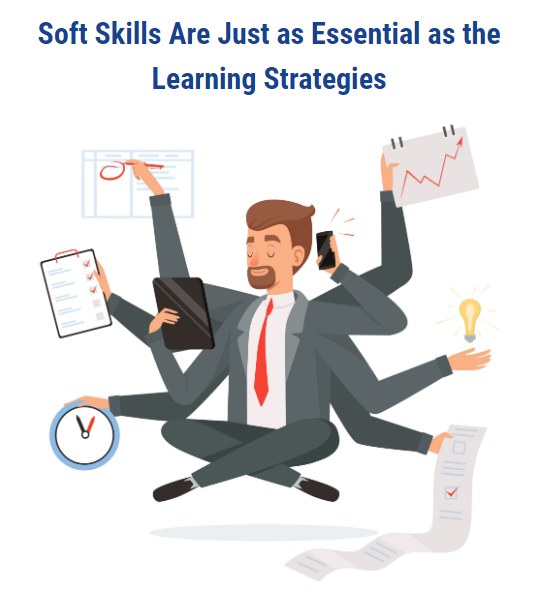 Soft Skills Are Just as Essential as the
Learning Strategies